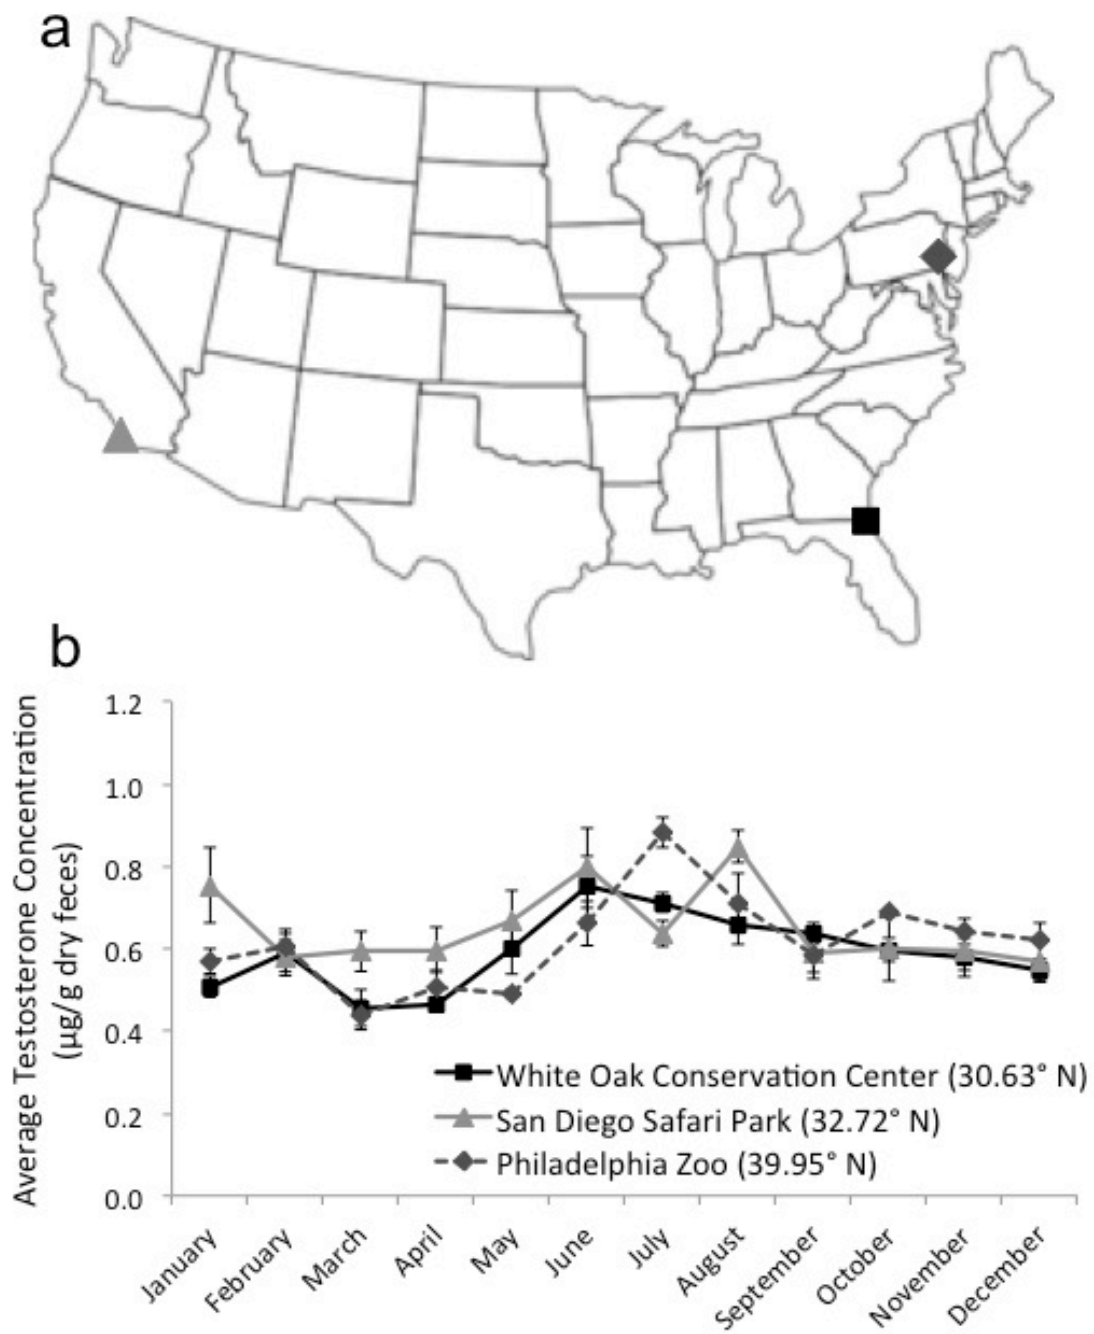 a
b
Average Testosterone Concentration
(µg/g dry feces)
1.2
1.0
0.8
0.6
0.4
0.2
0.0
White Oak Conservation Center (30.63° N)
San Diego Safari Park (32.72° N)
Philadelphia Zoo (39.95° N)
January
February
March
April
May
June
July
August
September
October
November
December